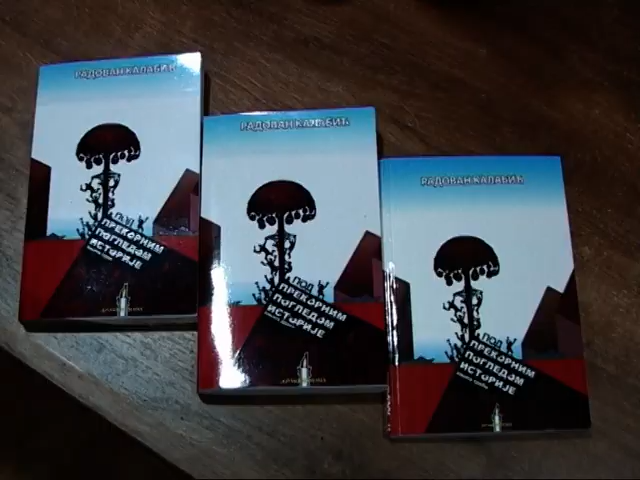 РАДОВАН КАЛАБИЋ
ПОД
ПРЕКОРНИМ
ПОГЛЕДОМ
ИСТОРИЈЕ
РАДОВАН КАЛАБИЋ
ПОД
ПРЕКОРНИМ
ПОГЛЕДОМ
ИСТОРИЈЕ
РАДОВАН КАЛАБИЋ
ПОД
ПРЕКОРНИМ
ПОГЛЕДОМ
ИСТОРИЈЕ